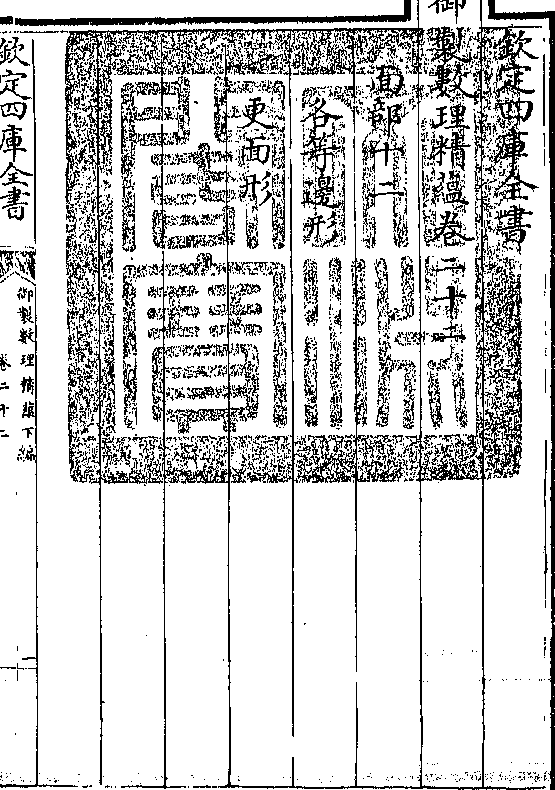 欽定四庫全書
御製數理精蘊卷二十二
面部十二
各等邊形
更面形
欽定四庫全書
御製數理精蘊下編
卷二十二
一